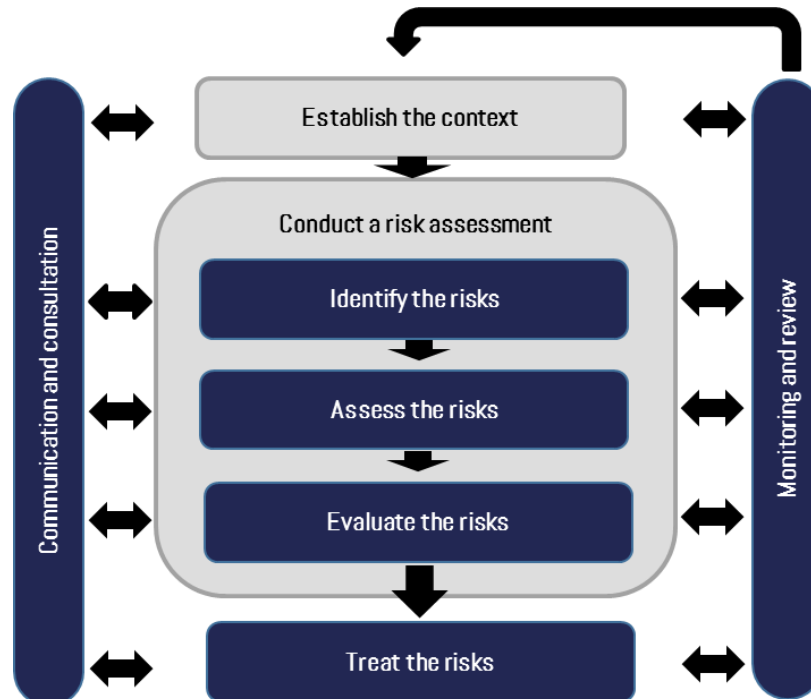 Establish the context
Conduct a risk assessment
Identify the risks
Assess the risks
Evaluate the risks
Treat the risks
Communication and consultation
Monitoring and review